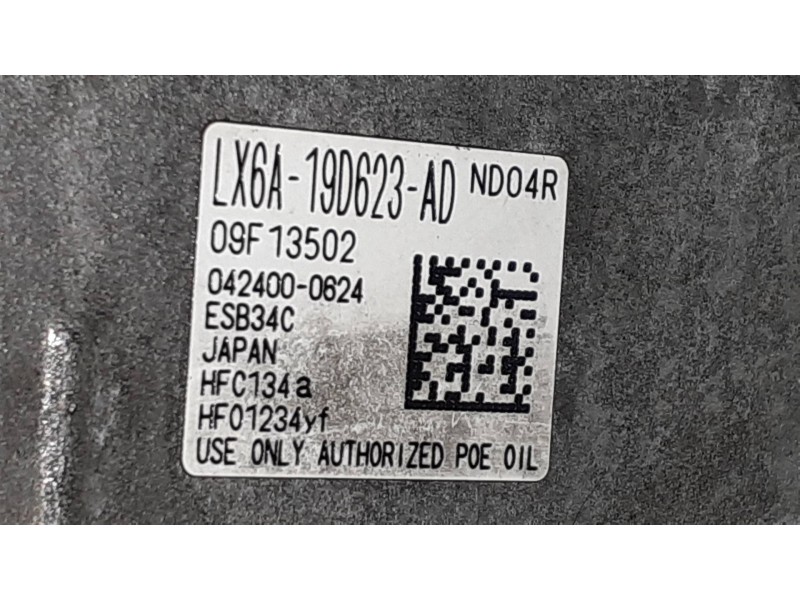 LX6A-19D623-AD ND04R
09F13502
042400-0624
ESB34C
JAPAN
HFC134a
HFO1234yf
USE ONLY AUTHORIZED POE OIL